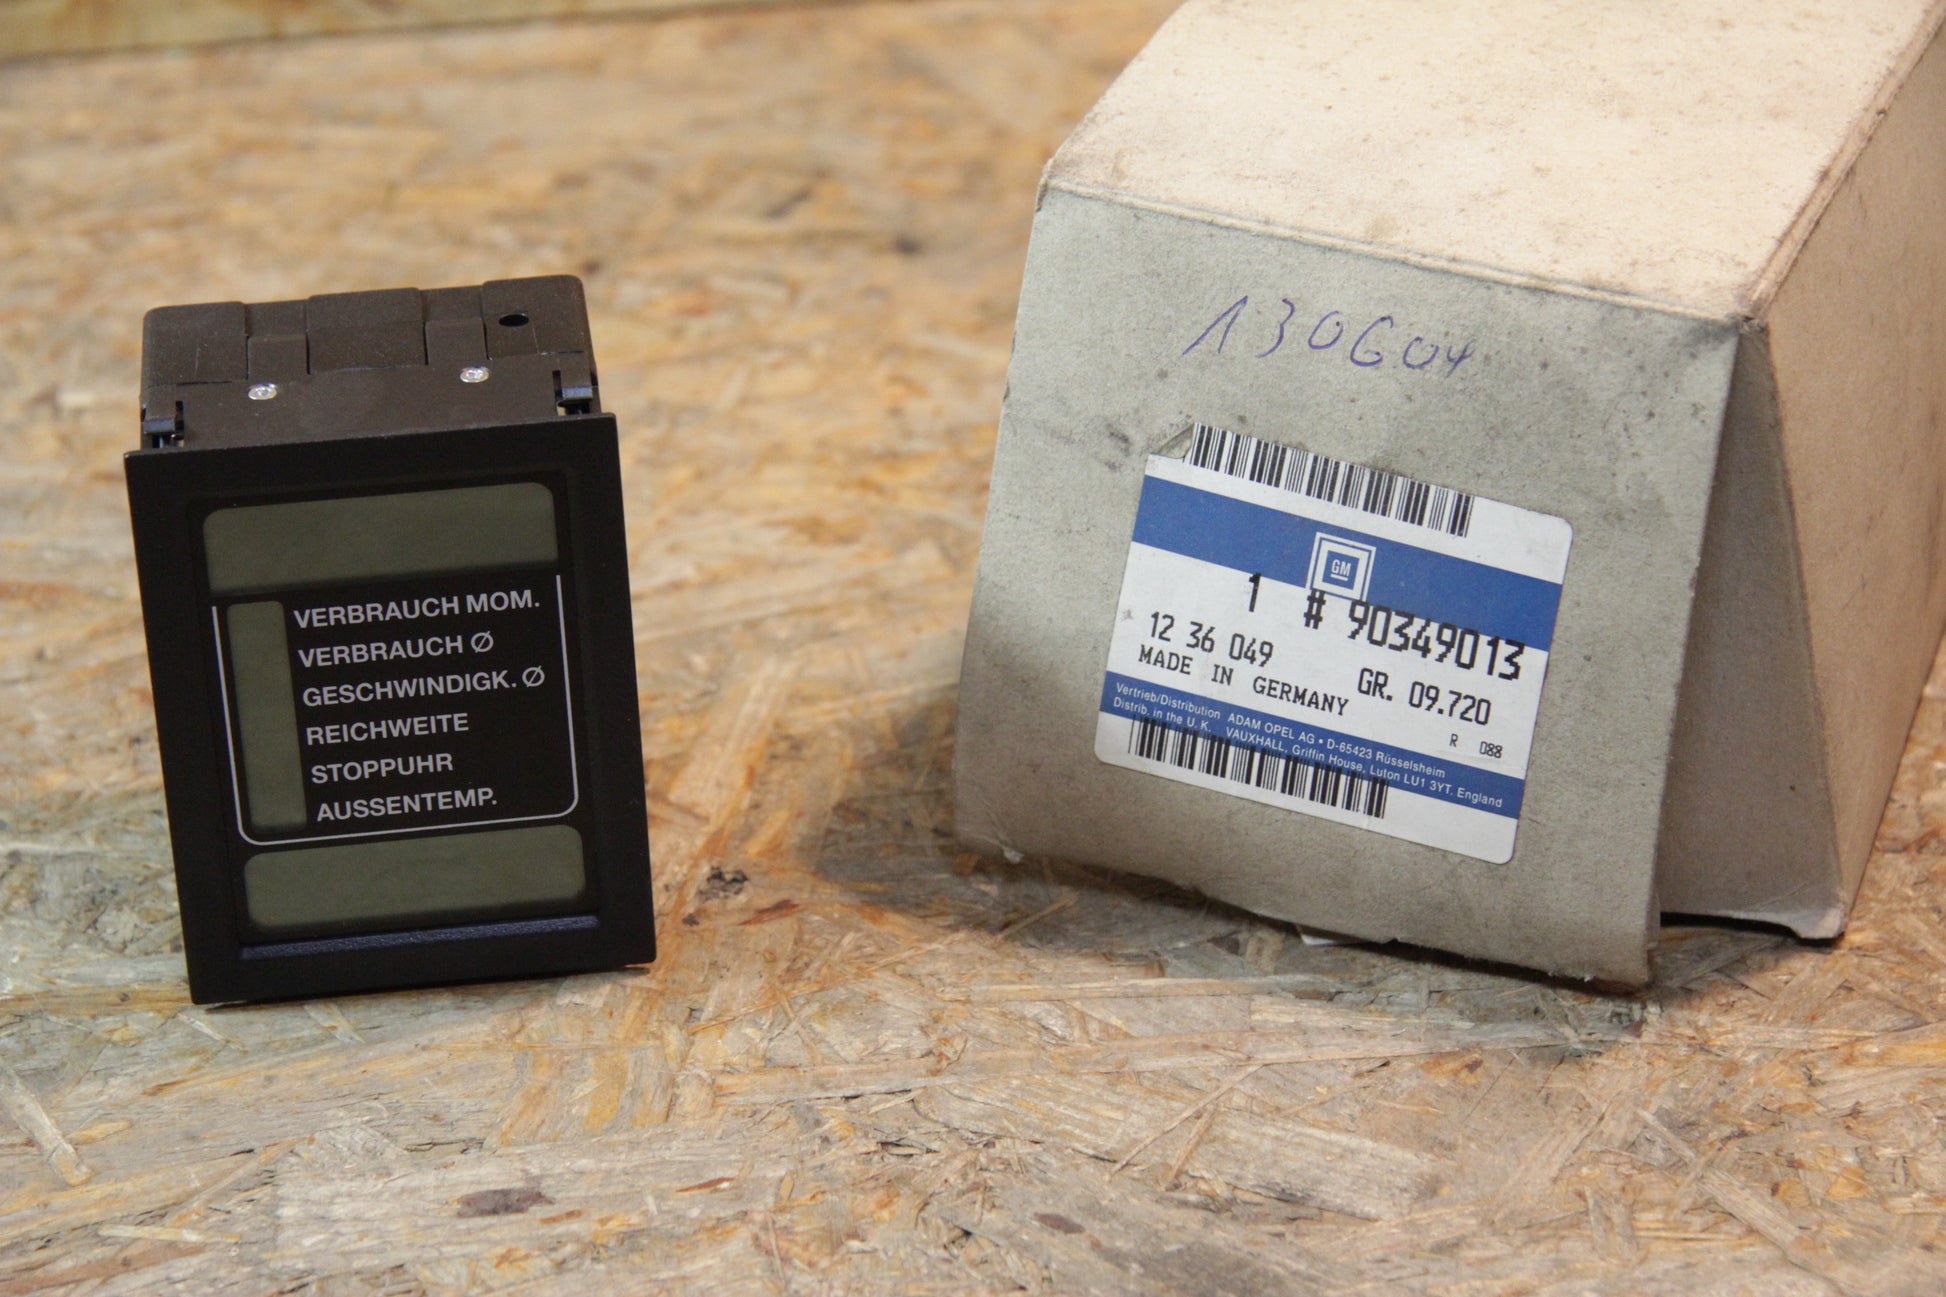 VERBRAUCH MOM.
VERBRAUCH Ø
GESCHWINDIGK. Ø
REICHWEITE
STOPPUHR
AUSSENTEMP.
130604
GM
1 # 90349013
12 36 049 GR. 09.720
MADE IN GERMANY
R 088
Vertrieb/Distribution ADAM OPEL AG • D-65423 Rüsselsheim
Distrib. in the U. K. VAUXHALL, Griffin House, Luton LU1 3YT. England